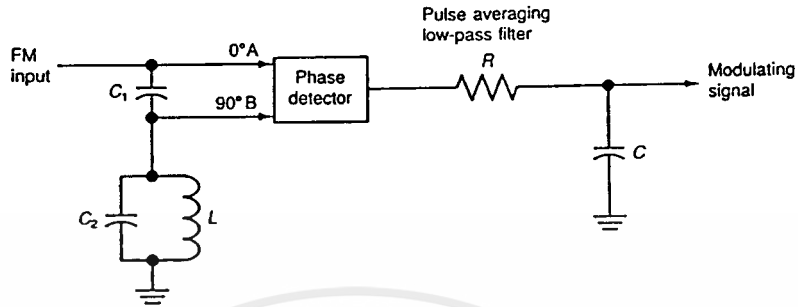 Pulse averaging
low-pass filter
FM
input
0°A
R
Phase
detector
Modulating
signal
C₁
90°B
C
C₂
L